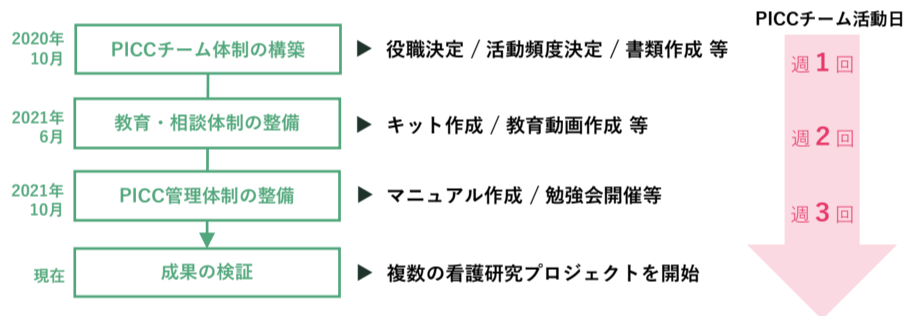 PICCチーム活動日
2020年
10月
PICCチーム体制の構築
▶ 役職決定 / 活動頻度決定 / 書類作成 等
週1回
2021年
6月
教育・相談体制の整備
▶ キット作成 / 教育動画作成 等
週2回
2021年
10月
PICC管理体制の整備
▶ マニュアル作成 / 勉強会開催等
週3回
現在
成果の検証
▶ 複数の看護研究プロジェクトを開始